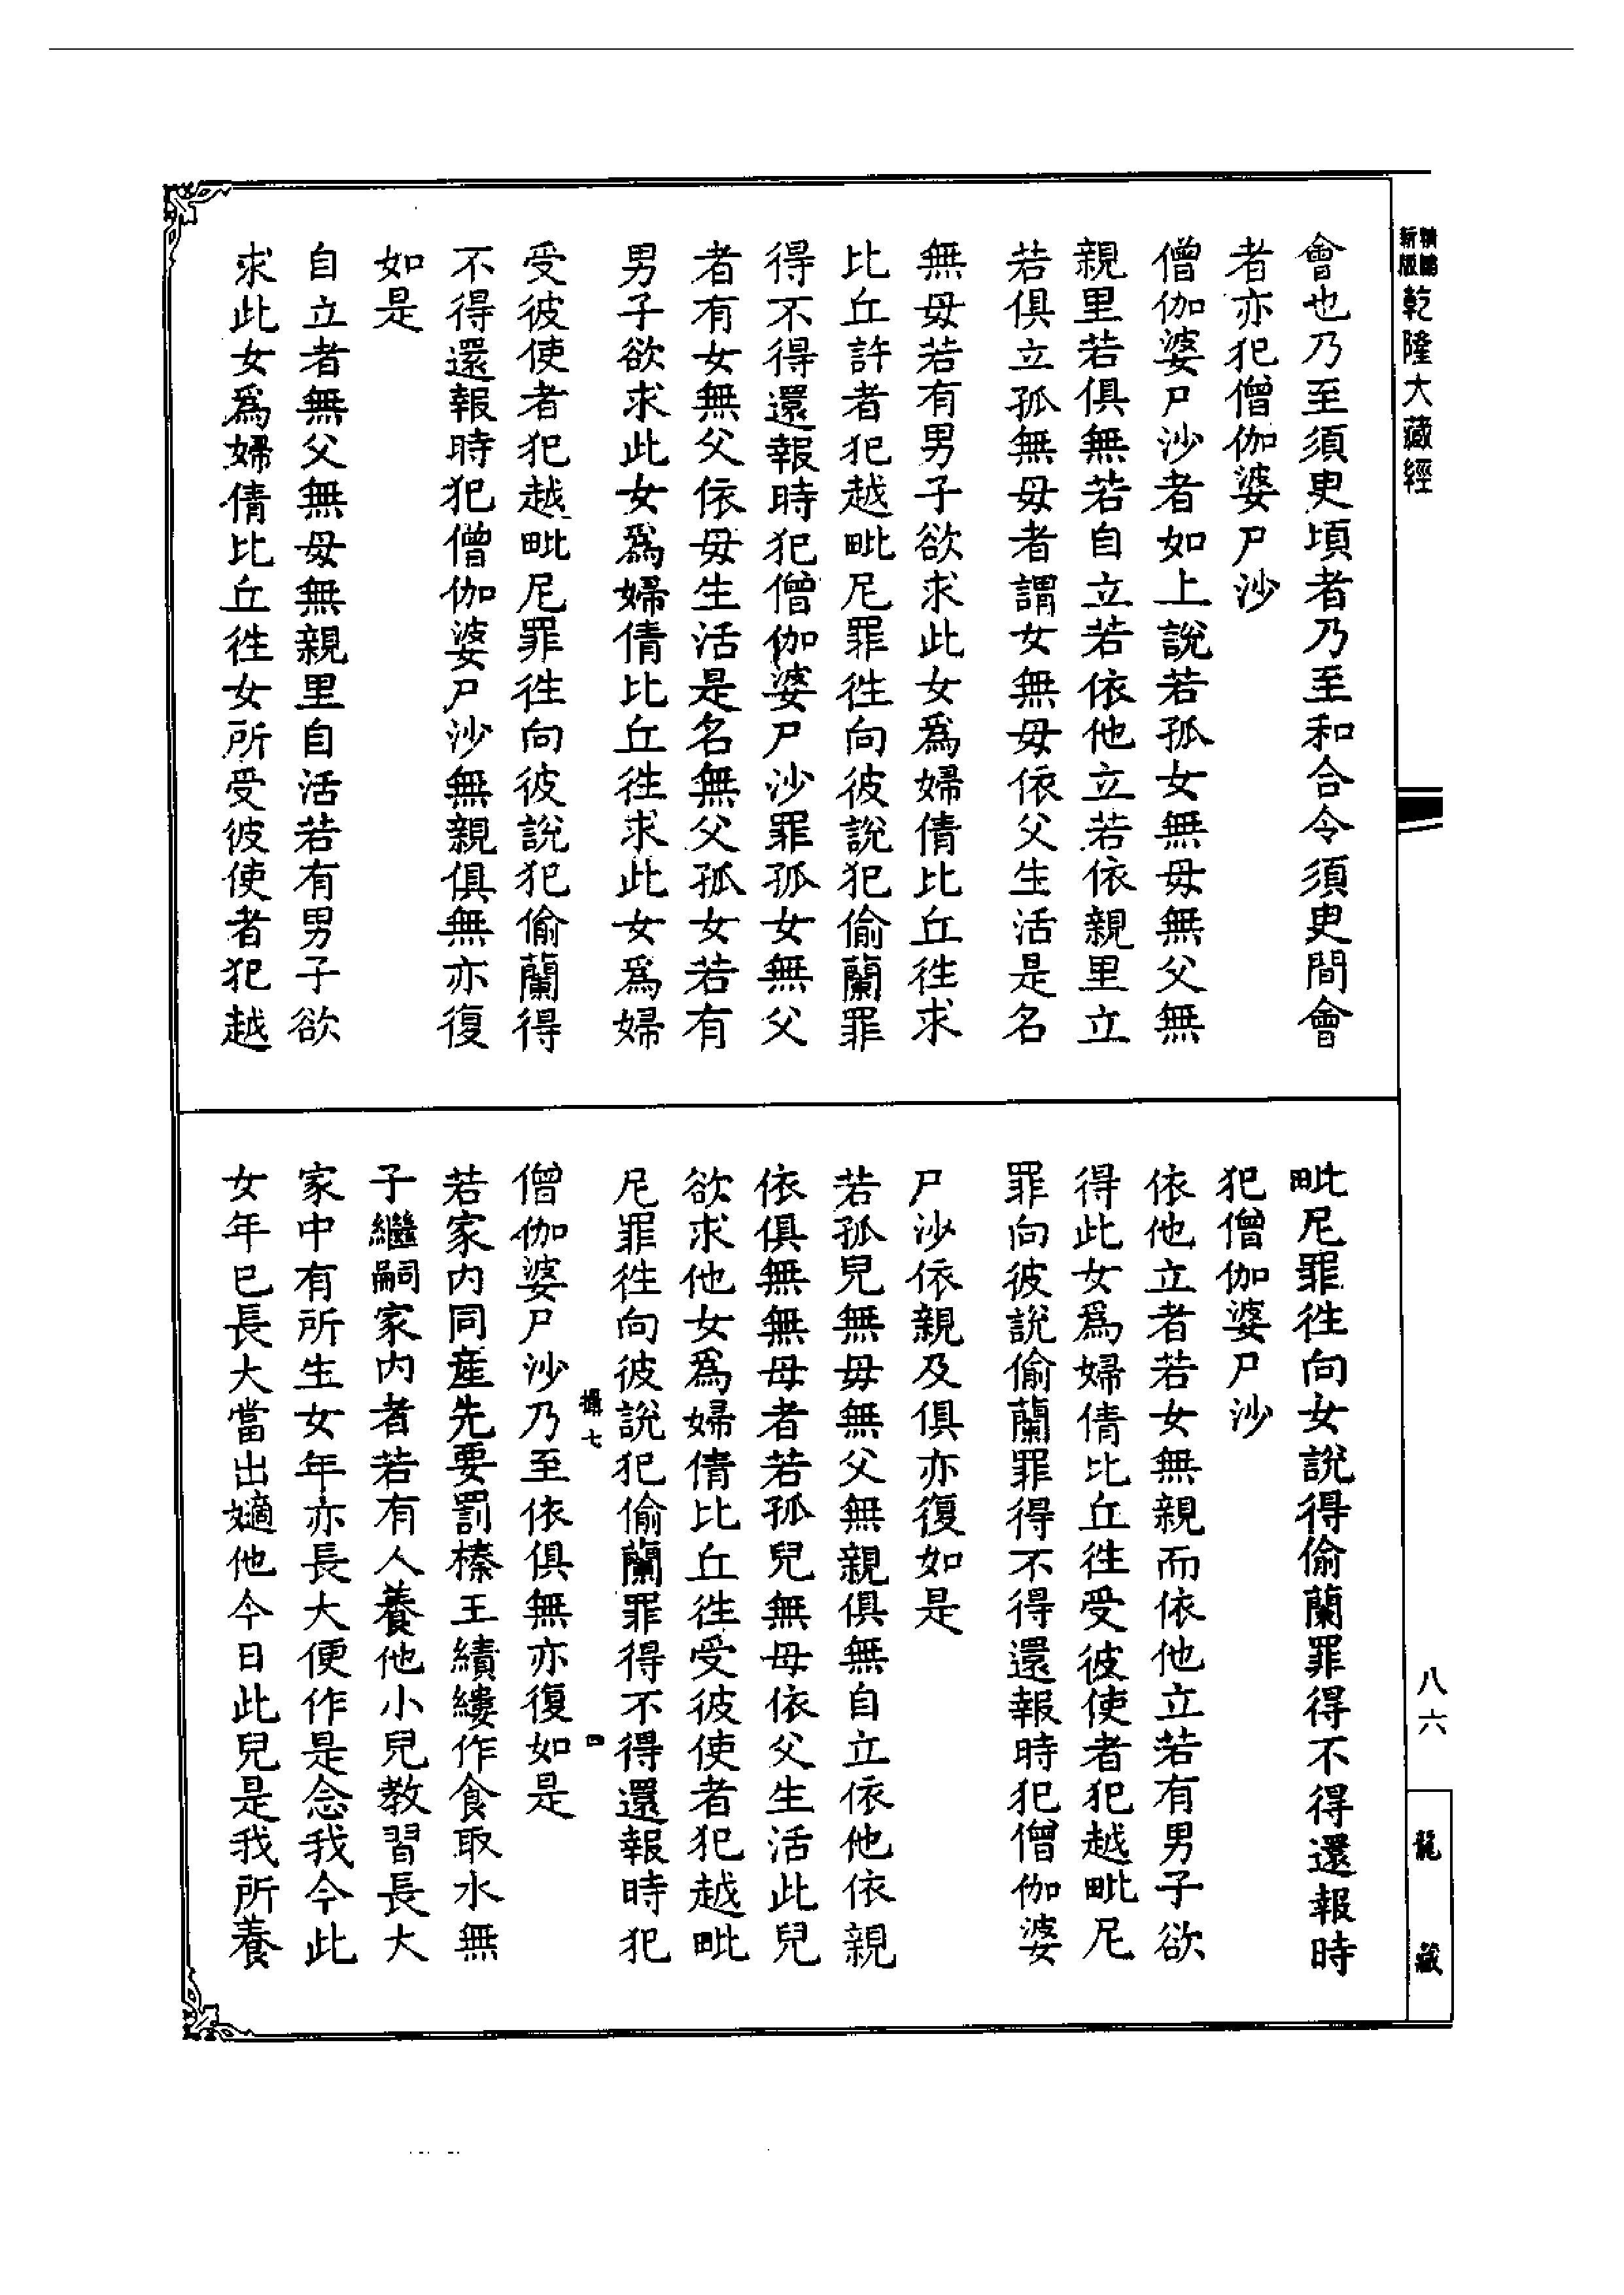 新版 精鵰
乾隆大藏經
會也乃至須臾頃者乃至和合令須臾間會
者亦犯僧伽婆尸沙
僧伽婆尸沙者如上說若孤女無母無父無
親里若俱無若自立若依他立若依親里立
若俱立孤無母者謂女無母依父生活是名
無母若有男子欲求此女爲婦倩比丘徃求
比丘許者犯越毗尼罪徃向彼說犯偷蘭罪
得不得還報時犯僧伽婆尸沙罪孤女無父
者有女無父依母生活是名無父孤女若有
男子欲求此女爲婦倩比丘徃求此女爲婦
受彼使者犯越毗尼罪徃向彼說犯偷蘭得
不得還報時犯僧伽婆尸沙無親俱無亦復
如是
自立者無父無母無親里自活若有男子欲
求此女爲婦倩比丘徃女所受彼使者犯越
毗尼罪徃向女說得偷蘭罪得不得還報時
犯僧伽婆尸沙
依他立者若女無親而依他立若有男子欲
得此女爲婦倩比丘徃受彼使者犯越毗尼
罪向彼說偷蘭罪得不得還報時犯僧伽婆
尸沙依親及俱亦復如是
若孤兒無母無父無親俱無自立依他依親
依俱無無母者若孤兒無母依父生活此兒
欲求他女爲婦倩比丘徃受彼使者犯越毗
尼罪徃向彼說犯偷蘭罪得不得還報時犯
攝七 四
僧伽婆尸沙乃至依俱無亦復如是
若家内同産先要罰榛王績縷作食取水無
子繼嗣家内者若有人養他小兒教習長大
家中有所生女年亦長大便作是念我今此
女年已長大當出嫡他今日此兒是我所養
八六
龍藏